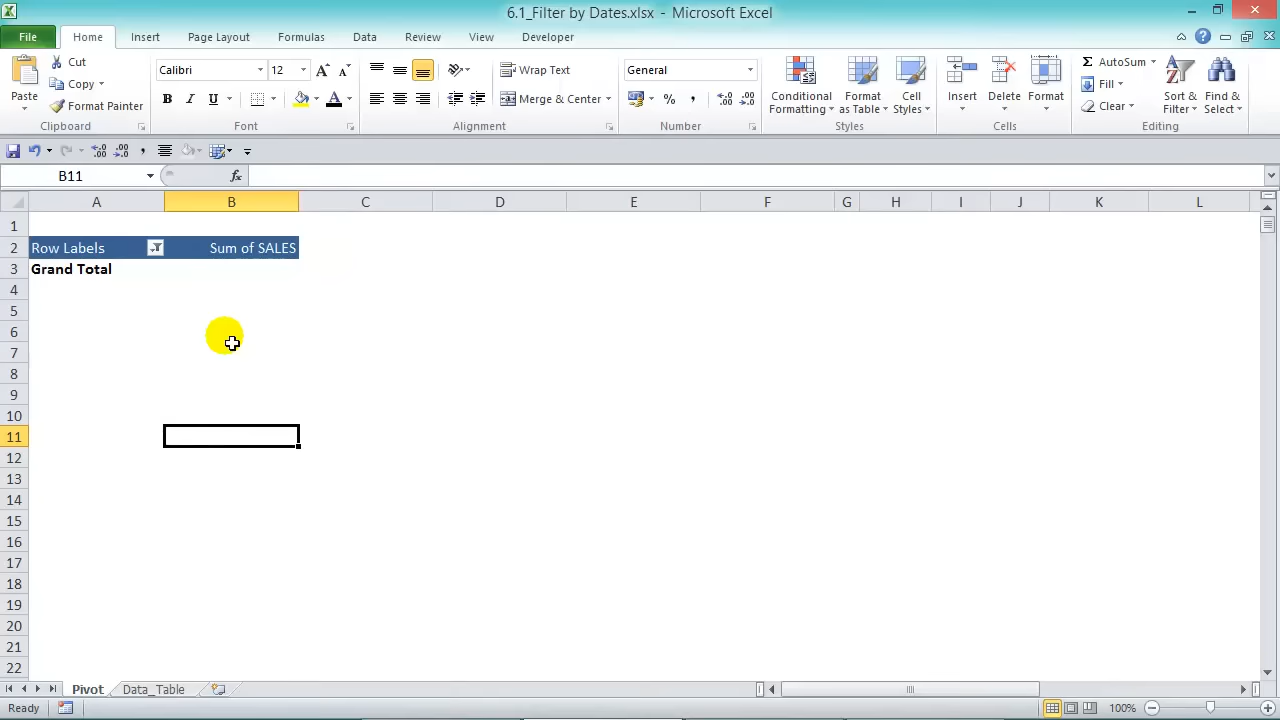 6.1_Filter by Dates.xlsx - Microsoft Excel
File Home Insert Page Layout Formulas Data Review View Developer
Paste
Cut
Copy
Format Painter
Clipboard
Calibri 12
B I U A
Font
Wrap Text
Merge & Center
Alignment
General
% ,
Number
Conditional Formatting
Format as Table
Cell Styles
Styles
Insert Delete Format
Cells
Σ AutoSum
Fill
Clear
Sort & Filter
Find & Select
Editing
B11 fx
A B C D E F G H I J K L
1
2 Row Labels Sum of SALES
3 Grand Total
4
5
6
7
8
9
10
11
12
13
14
15
16
17
18
19
20
21
22
Pivot Data_Table
Ready 100%